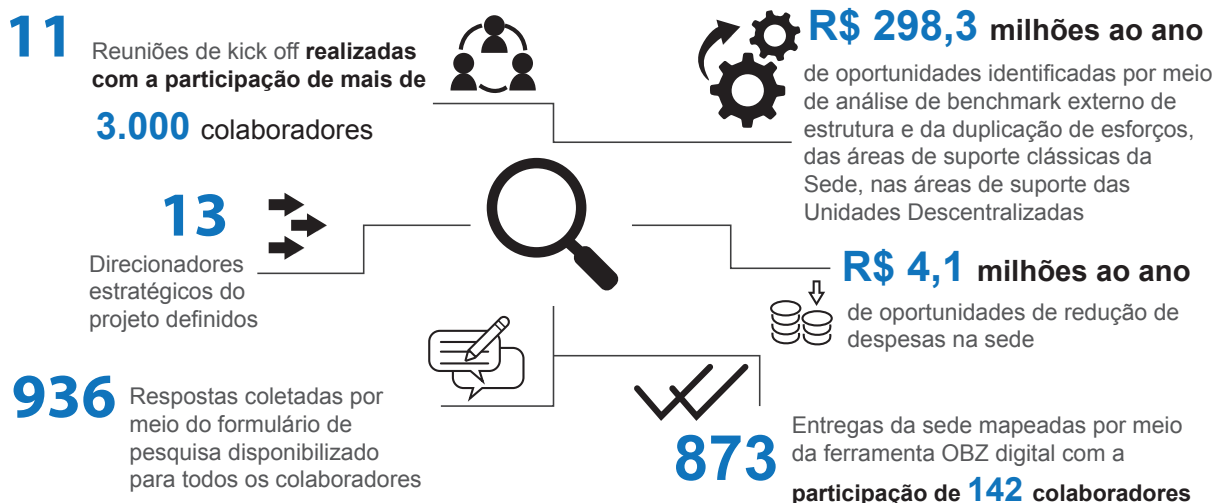 11
Reuniões de kick off realizadas
com a participação de mais de
3.000 colaboradores
R$ 298,3 milhões ao ano
de oportunidades identificadas por meio
de análise de benchmark externo de
estrutura e da duplicação de esforços,
das áreas de suporte clássicas da
Sede, nas áreas de suporte das
Unidades Descentralizadas
13
Direcionadores
estratégicos do
projeto definidos
R$ 4,1 milhões ao ano
de oportunidades de redução de
despesas na sede
936
Respostas coletadas por
meio do formulário de
pesquisa disponibilizado
para todos os colaboradores
873
Entregas da sede mapeadas por meio
da ferramenta OBZ digital com a
participação de 142 colaboradores